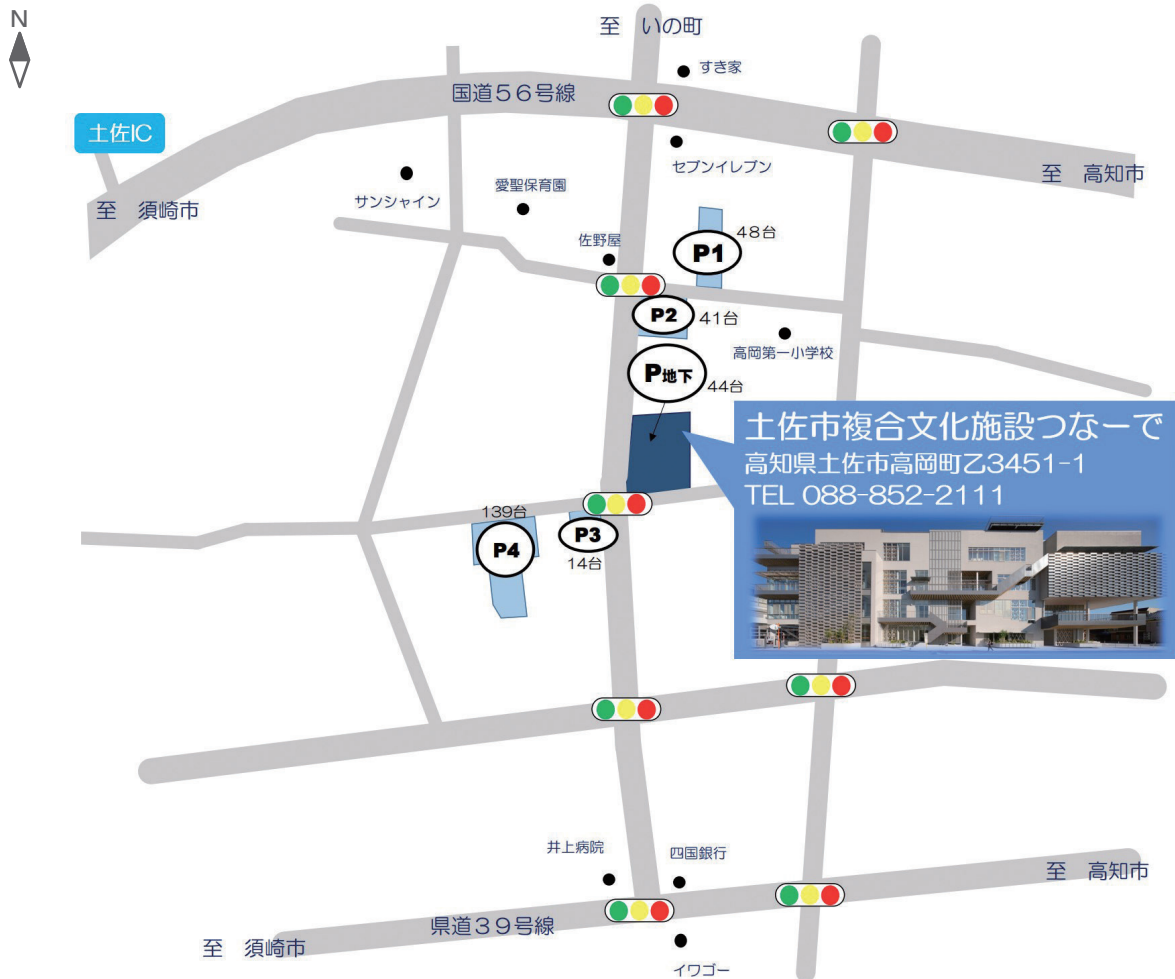 N
至 いの町
すき家
国道５６号線
土佐IC
セブンイレブン
至 高知市
サンシャイン
愛聖保育園
至 須崎市
佐野屋
P1
48台
P2
41台
高岡第一小学校
P地下
44台
土佐市複合文化施設つなーで
高知県土佐市高岡町乙3451-1
TEL 088-852-2111
139台
P4
P3
14台
井上病院
四国銀行
至 高知市
県道３９号線
至 須崎市
イワゴー